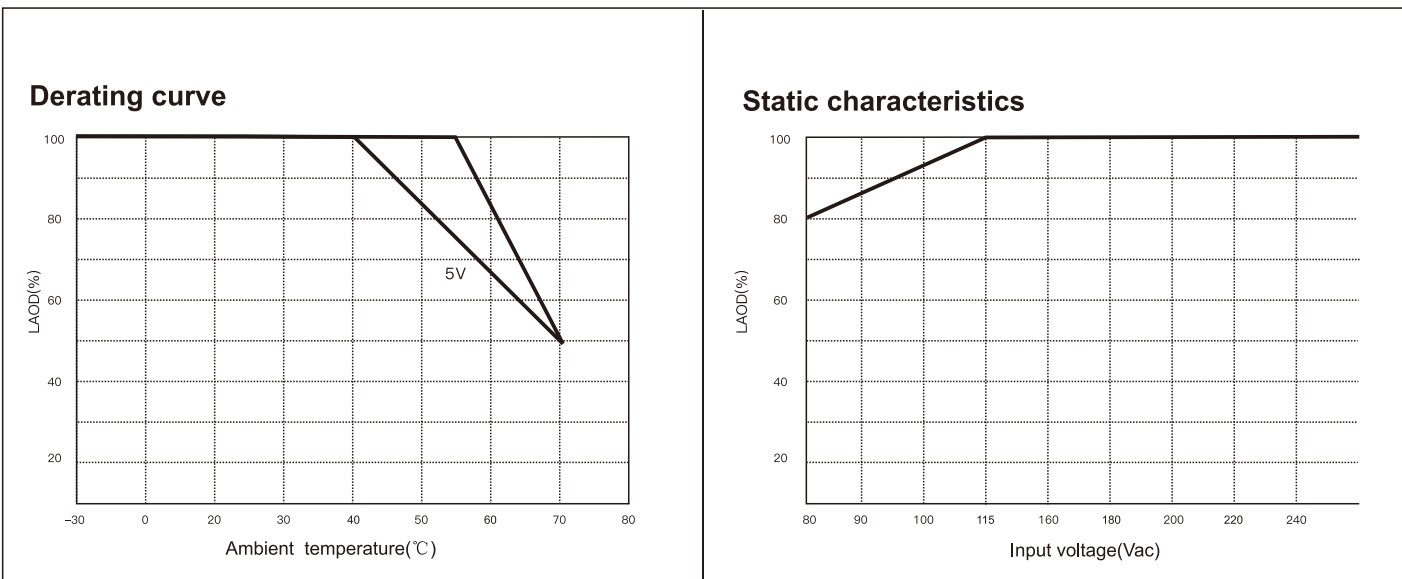 Derating curve
100
80
60
40
20
LAOD(%)
5V
–30 0 20 30 40 50 60 70 80
Ambient temperature(℃)
Static characteristics
100
80
60
40
20
LAOD(%)
80 90 100 115 160 180 200 220 240
Input voltage(Vac)